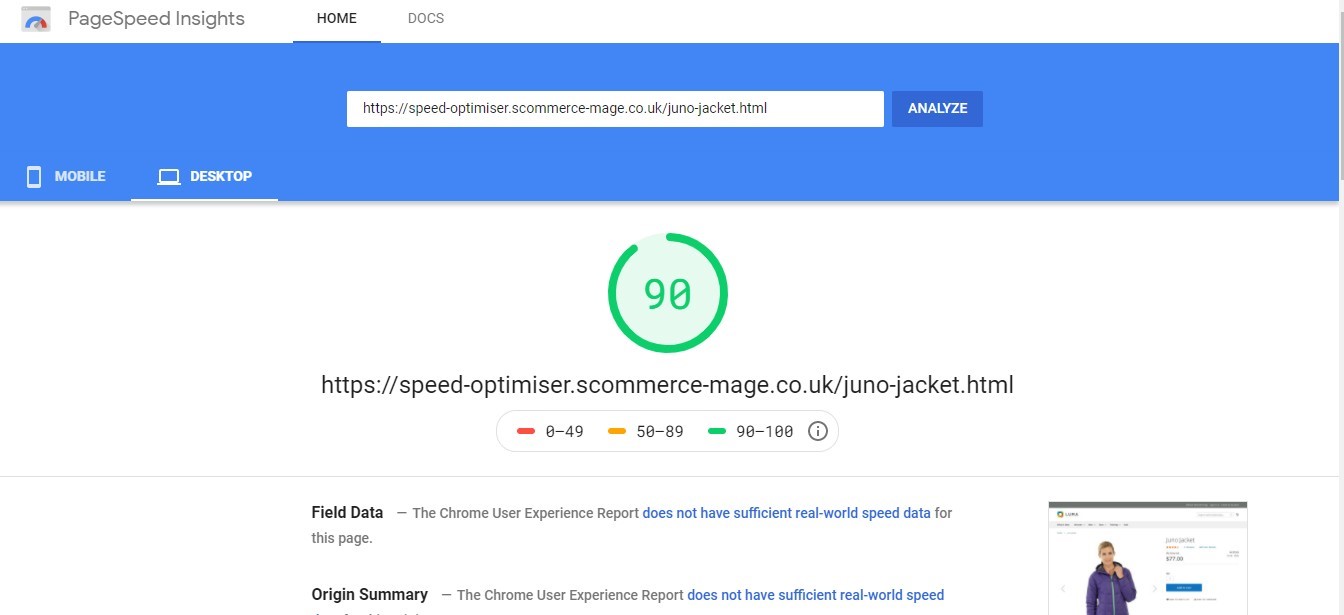 PageSpeed Insights HOME DOCS
https://speed-optimiser.scommerce-mage.co.uk/juno-jacket.html ANALYZE
MOBILE DESKTOP
90
https://speed-optimiser.scommerce-mage.co.uk/juno-jacket.html
0–49 50–89 90–100
Field Data — The Chrome User Experience Report does not have sufficient real-world speed data for
this page.
LUMA
Juno Jacket
$77.00
Origin Summary — The Chrome User Experience Report does not have sufficient real-world speed